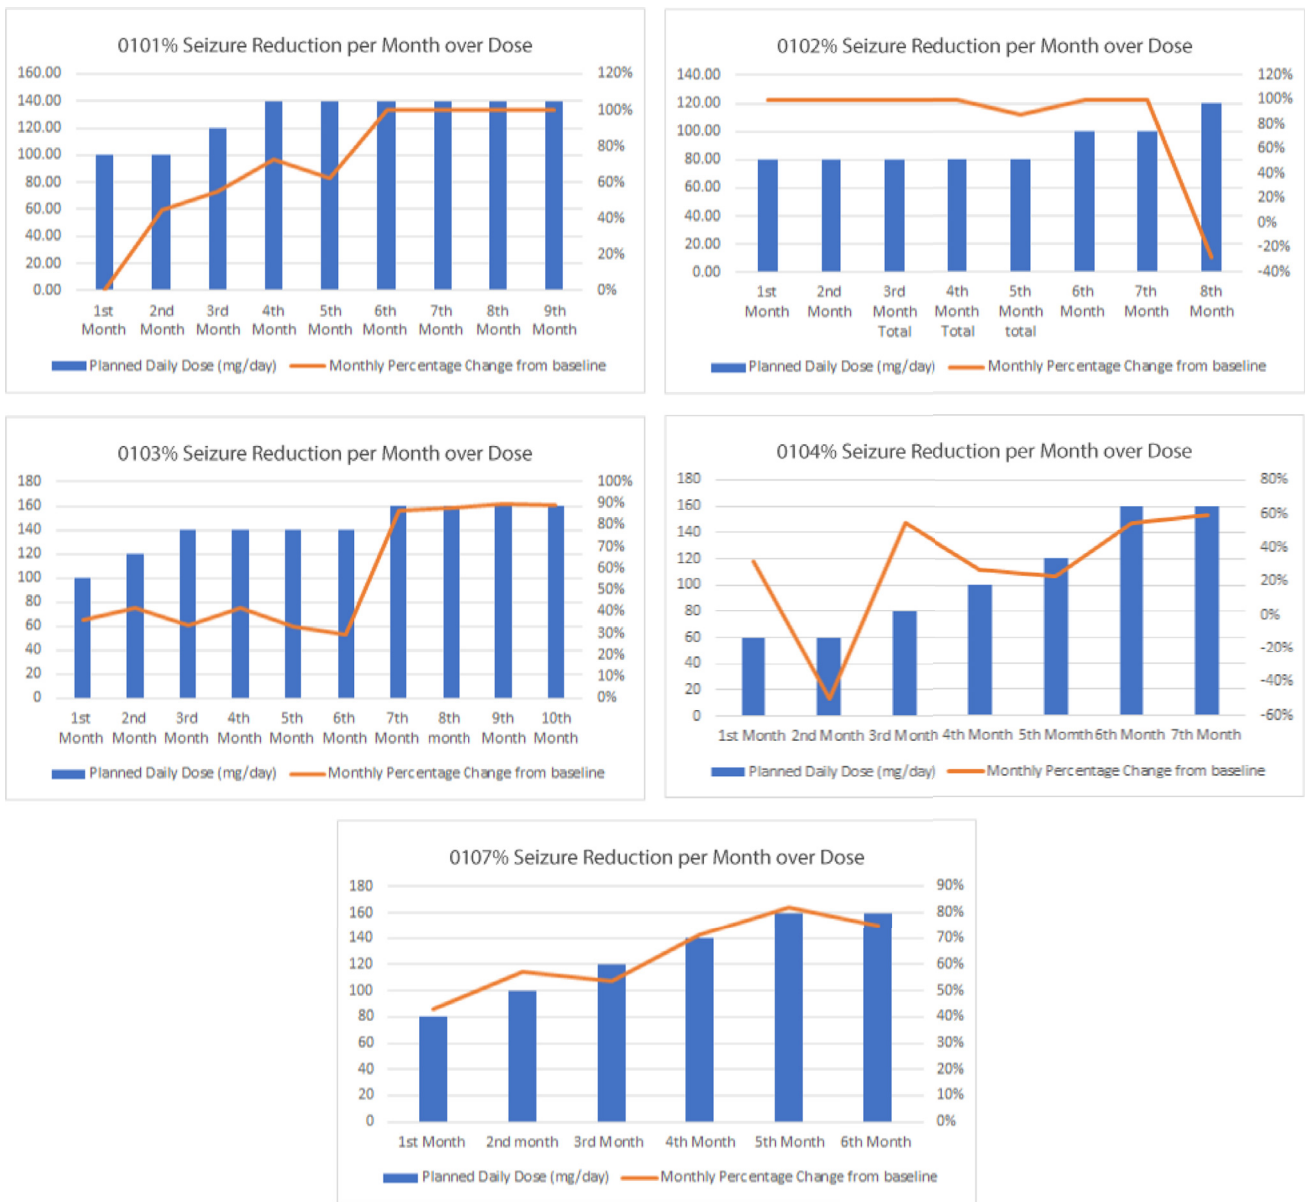 0101% Seizure Reduction per Month over Dose
160.00
140.00
120.00
100.00
80.00
60.00
40.00
20.00
0.00
120%
100%
80%
60%
40%
20%
0%
1st Month
2nd Month
3rd Month
4th Month
5th Month
6th Month
7th Month
8th Month
9th Month
Planned Daily Dose (mg/day) Monthly Percentage Change from baseline
0102% Seizure Reduction per Month over Dose
140.00
120.00
100.00
80.00
60.00
40.00
20.00
0.00
120%
100%
80%
60%
40%
20%
0%
-20%
-40%
1st Month
2nd Month
3rd Month Total
4th Month Total
5th Month total
6th Month
7th Month
8th Month
Planned Daily Dose (mg/day) Monthly Percentage Change from baseline
0103% Seizure Reduction per Month over Dose
180
160
140
120
100
80
60
40
20
0
100%
90%
80%
70%
60%
50%
40%
30%
20%
10%
0%
1st Month
2nd Month
3rd Month
4th Month
5th Month
6th Month
7th Month
8th month
9th Month
10th Month
Planned Daily Dose (mg/day) Monthly Percentage Change from baseline
0104% Seizure Reduction per Month over Dose
180
160
140
120
100
80
60
40
20
0
80%
60%
40%
20%
0%
-20%
-40%
-60%
1st Month 2nd Month 3rd Month 4th Month 5th Momth 6th Month 7th Month
Planned Daily Dose (mg/day) Monthly Percentage Change from baseline
0107% Seizure Reduction per Month over Dose
180
160
140
120
100
80
60
40
20
0
90%
80%
70%
60%
50%
40%
30%
20%
10%
0%
1st Month 2nd month 3rd Month 4th Month 5th Month 6th Month
Planned Daily Dose (mg/day) Monthly Percentage Change from baseline